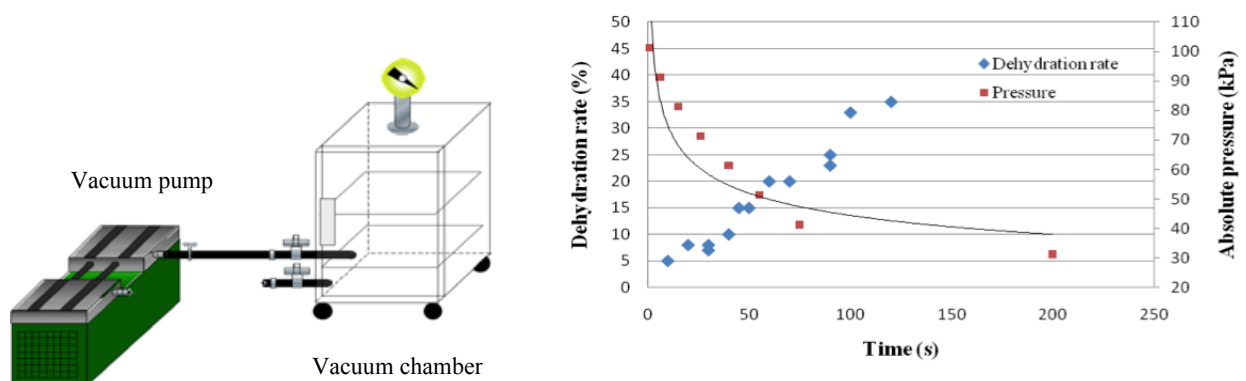 Vacuum pump
Vacuum chamber
Dehydration rate (%)
50
45
40
35
30
25
20
15
10
5
0
Dehydration rate
Pressure
110
100
90
80
70
60
50
40
30
20
Absolute pressure (kPa)
0 50 100 150 200 250
Time (s)